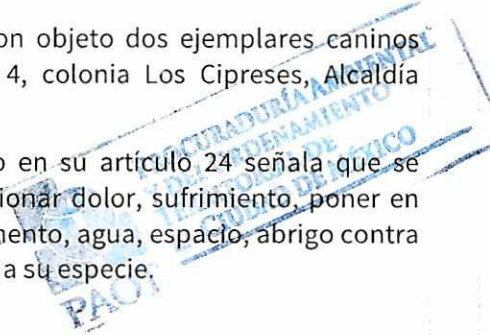 on objeto dos ejemplares caninos
4, colonia Los Cipreses, Alcaldía
o en su artículo 24 señala que se
ionar dolor, sufrimiento, poner en
mento, agua, espacio, abrigo contra
a su especie.
PROCURADURÍA AMBIENTAL
Y DEL ORDENAMIENTO
TERRITORIAL DE
CIUDAD DE MÉXICO
PAOT